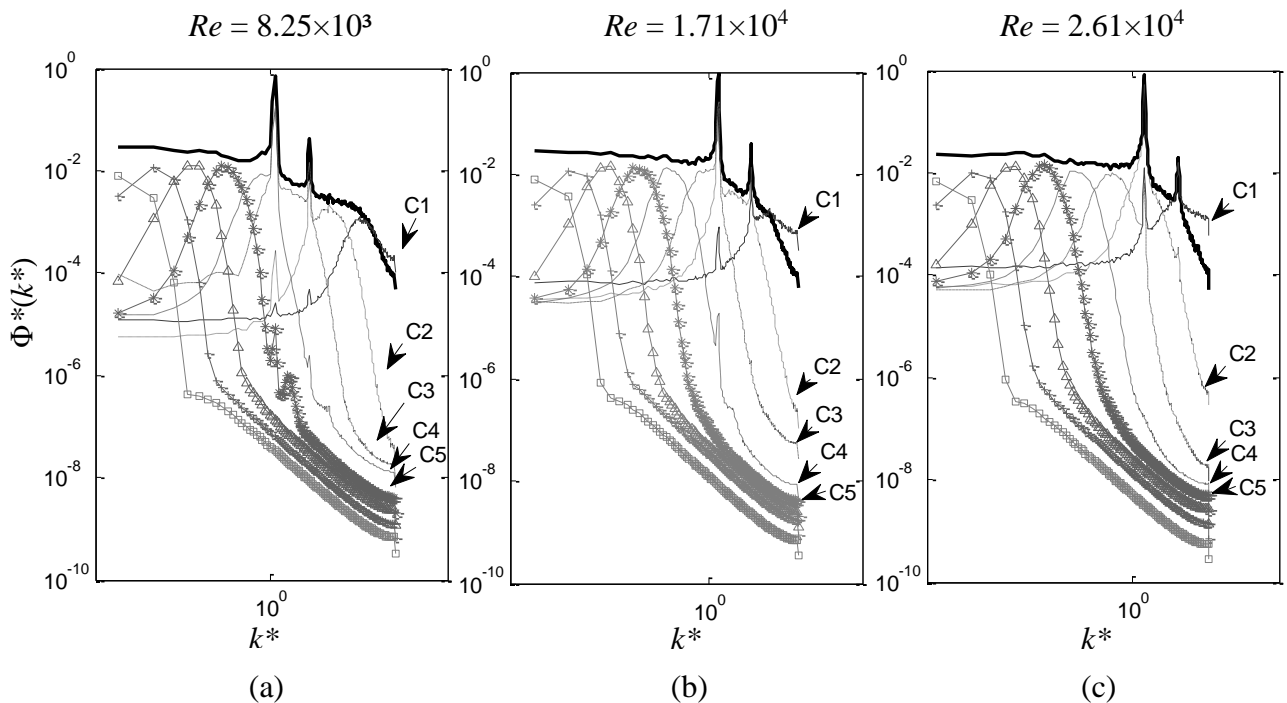 Re = 8.25×10³
Re = 1.71×10⁴
Re = 2.61×10⁴
Φ*(k*)
10⁰
10⁻²
10⁻⁴
10⁻⁶
10⁻⁸
10⁻¹⁰
C1
C2
C3
C4
C5
10⁰
k*
(a)
10⁰
10⁻²
10⁻⁴
10⁻⁶
10⁻⁸
10⁻¹⁰
C1
C2
C3
C4
C5
10⁰
k*
(b)
10⁰
10⁻²
10⁻⁴
10⁻⁶
10⁻⁸
10⁻¹⁰
C1
C2
C3
C4
C5
10⁰
k*
(c)